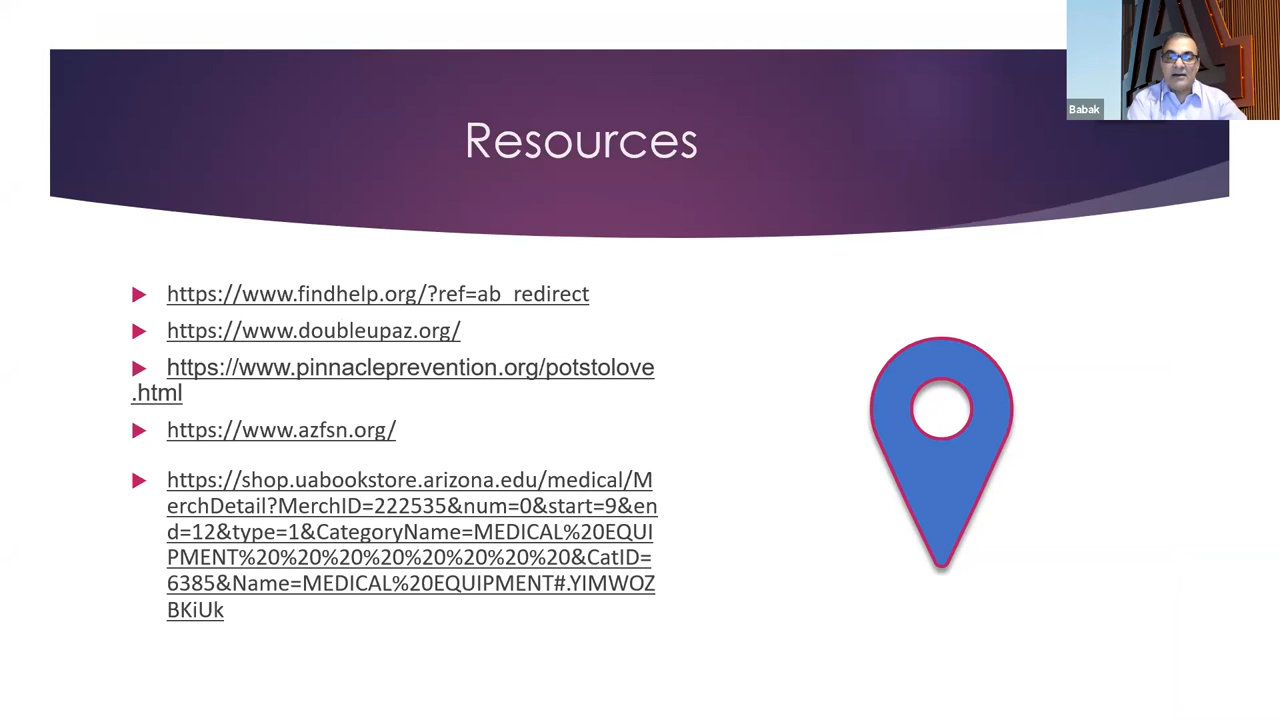 Resources
Babak
https://www.findhelp.org/?ref=ab_redirect
https://www.doubleupaz.org/
https://www.pinnacleprevention.org/potstolove
.html
https://www.azfsn.org/
https://shop.uabookstore.arizona.edu/medical/M
erchDetail?MerchID=222535&num=0&start=9&en
d=12&type=1&CategoryName=MEDICAL%20EQUI
PMENT%20%20%20%20%20%20%20%20&CatID=
6385&Name=MEDICAL%20EQUIPMENT#.YIMWOZ
BKiUk